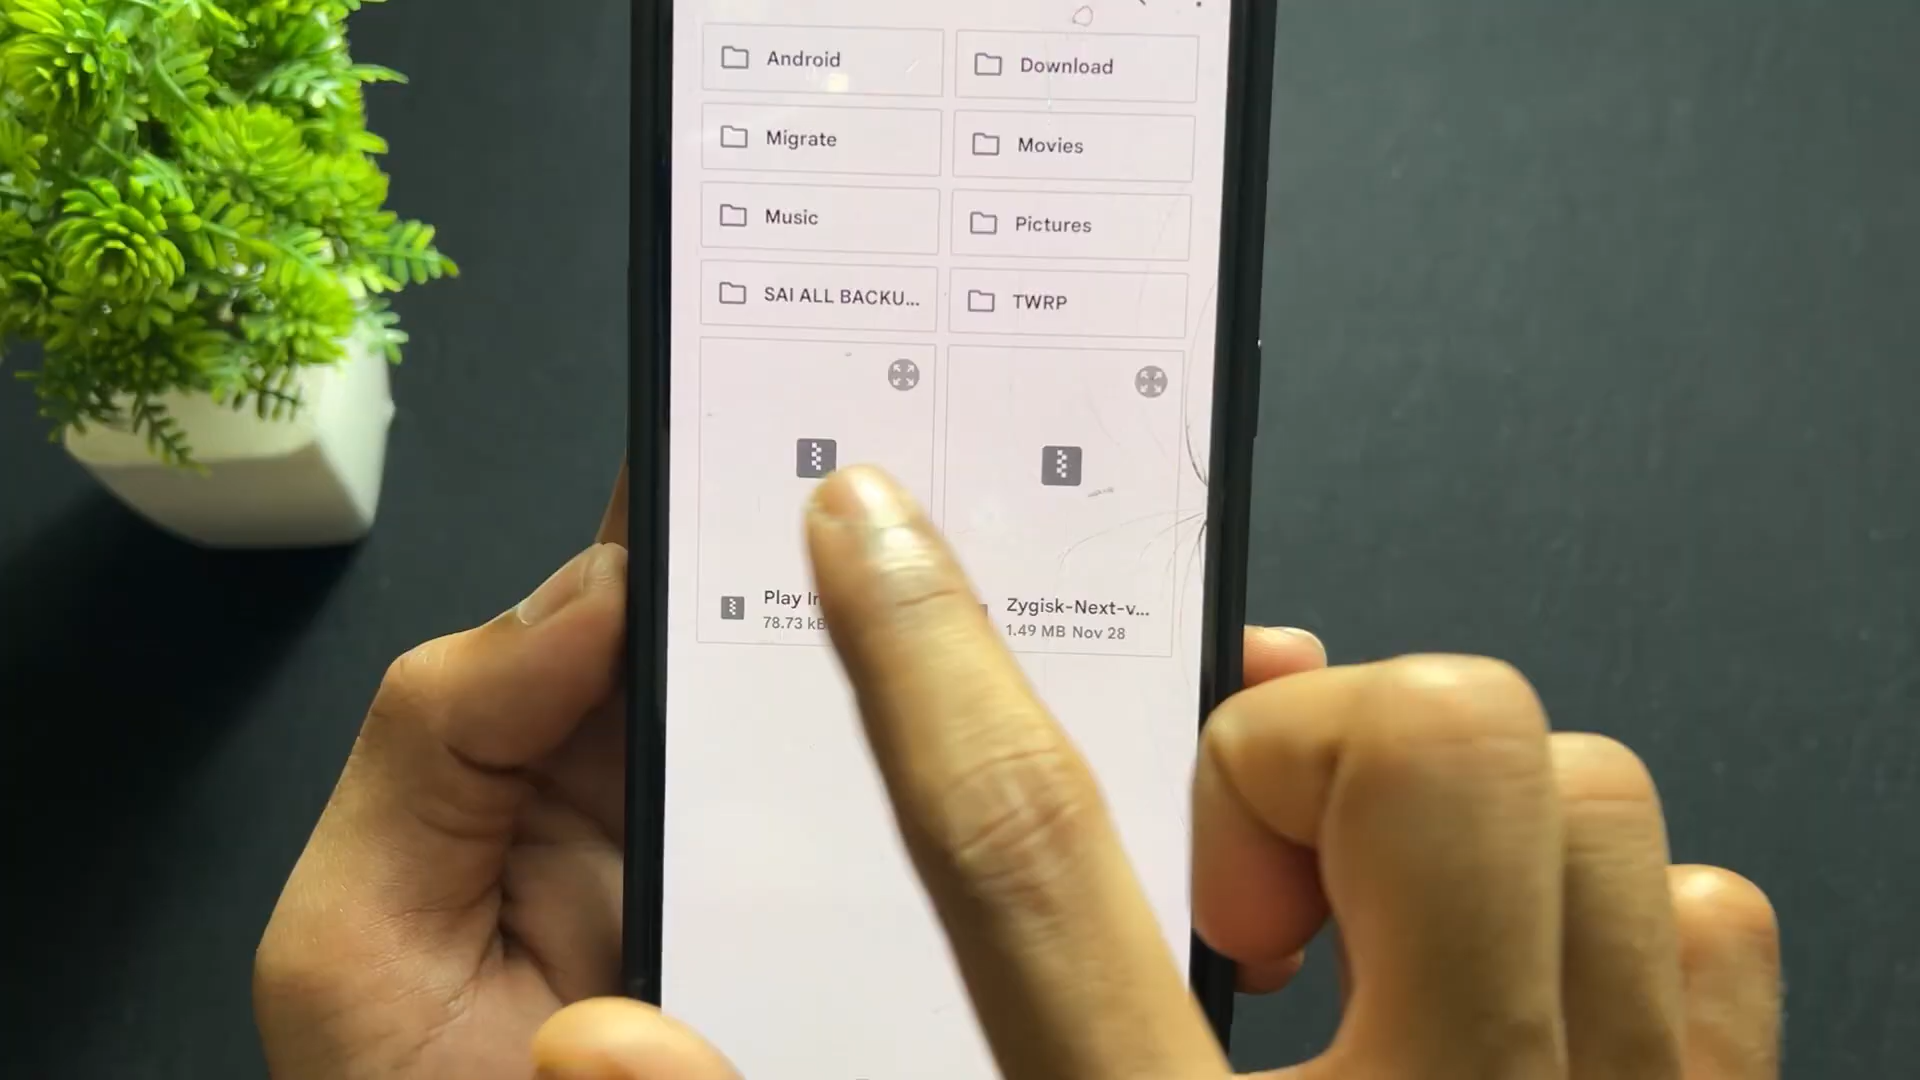 Android
Download
Migrate
Movies
Music
Pictures
SAI ALL BACKU...
TWRP
Play
78.73 kB
Zygisk-Next-v...
1.49 MB Nov 28